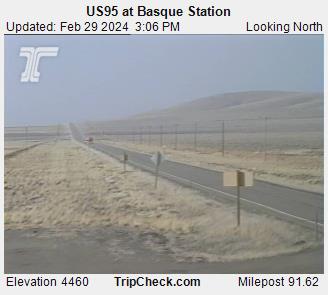 US95 at Basque Station
Updated: Feb 29 2024 3:06 PM Looking North
Elevation 4460 TripCheck.com Milepost 91.62